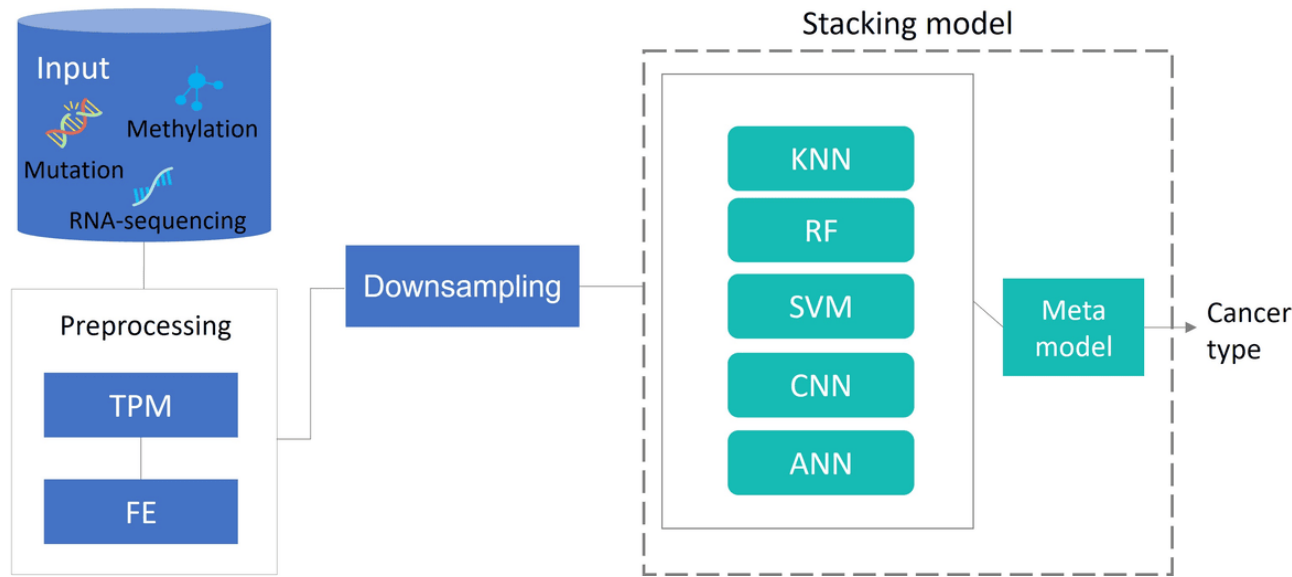 Input
Methylation
Mutation
RNA-sequencing
Preprocessing
TPM
FE
Downsampling
Stacking model
KNN
RF
SVM
CNN
ANN
Meta
model
Cancer
type